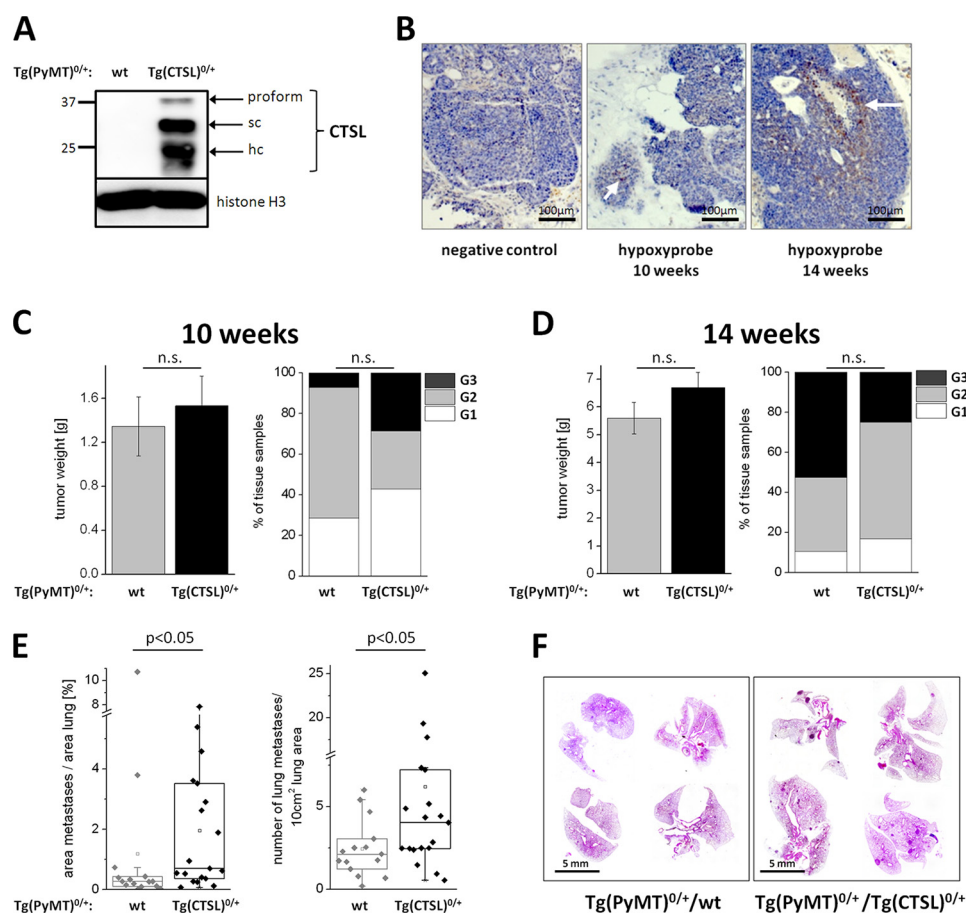 A
Tg(PyMT)0/+: wt Tg(CTSL)0/+
37
25
proform
sc
hc
CTSL
histone H3
B
100µm
100µm
100µm
negative control
hypoxyprobe
10 weeks
hypoxyprobe
14 weeks
C
10 weeks
n.s.
tumor weight [g]
1.6
1.2
0.8
0.4
0.0
n.s.
% of tissue samples
100
80
60
40
20
0
G3
G2
G1
Tg(PyMT)0/+: wt Tg(CTSL)0/+ wt Tg(CTSL)0/+
D
14 weeks
n.s.
tumor weight [g]
7
6
5
4
3
2
1
0
n.s.
% of tissue samples
100
80
60
40
20
0
G3
G2
G1
Tg(PyMT)0/+: wt Tg(CTSL)0/+ wt Tg(CTSL)0/+
E
p<0.05
area metastases / area lung [%]
10
8
4
2
0
p<0.05
number of lung metastases/
10cm2 lung area
25
20
5
0
Tg(PyMT)0/+: wt Tg(CTSL)0/+ wt Tg(CTSL)0/+
F
5 mm
5 mm
Tg(PyMT)0/+/wt
Tg(PyMT)0/+/Tg(CTSL)0/+